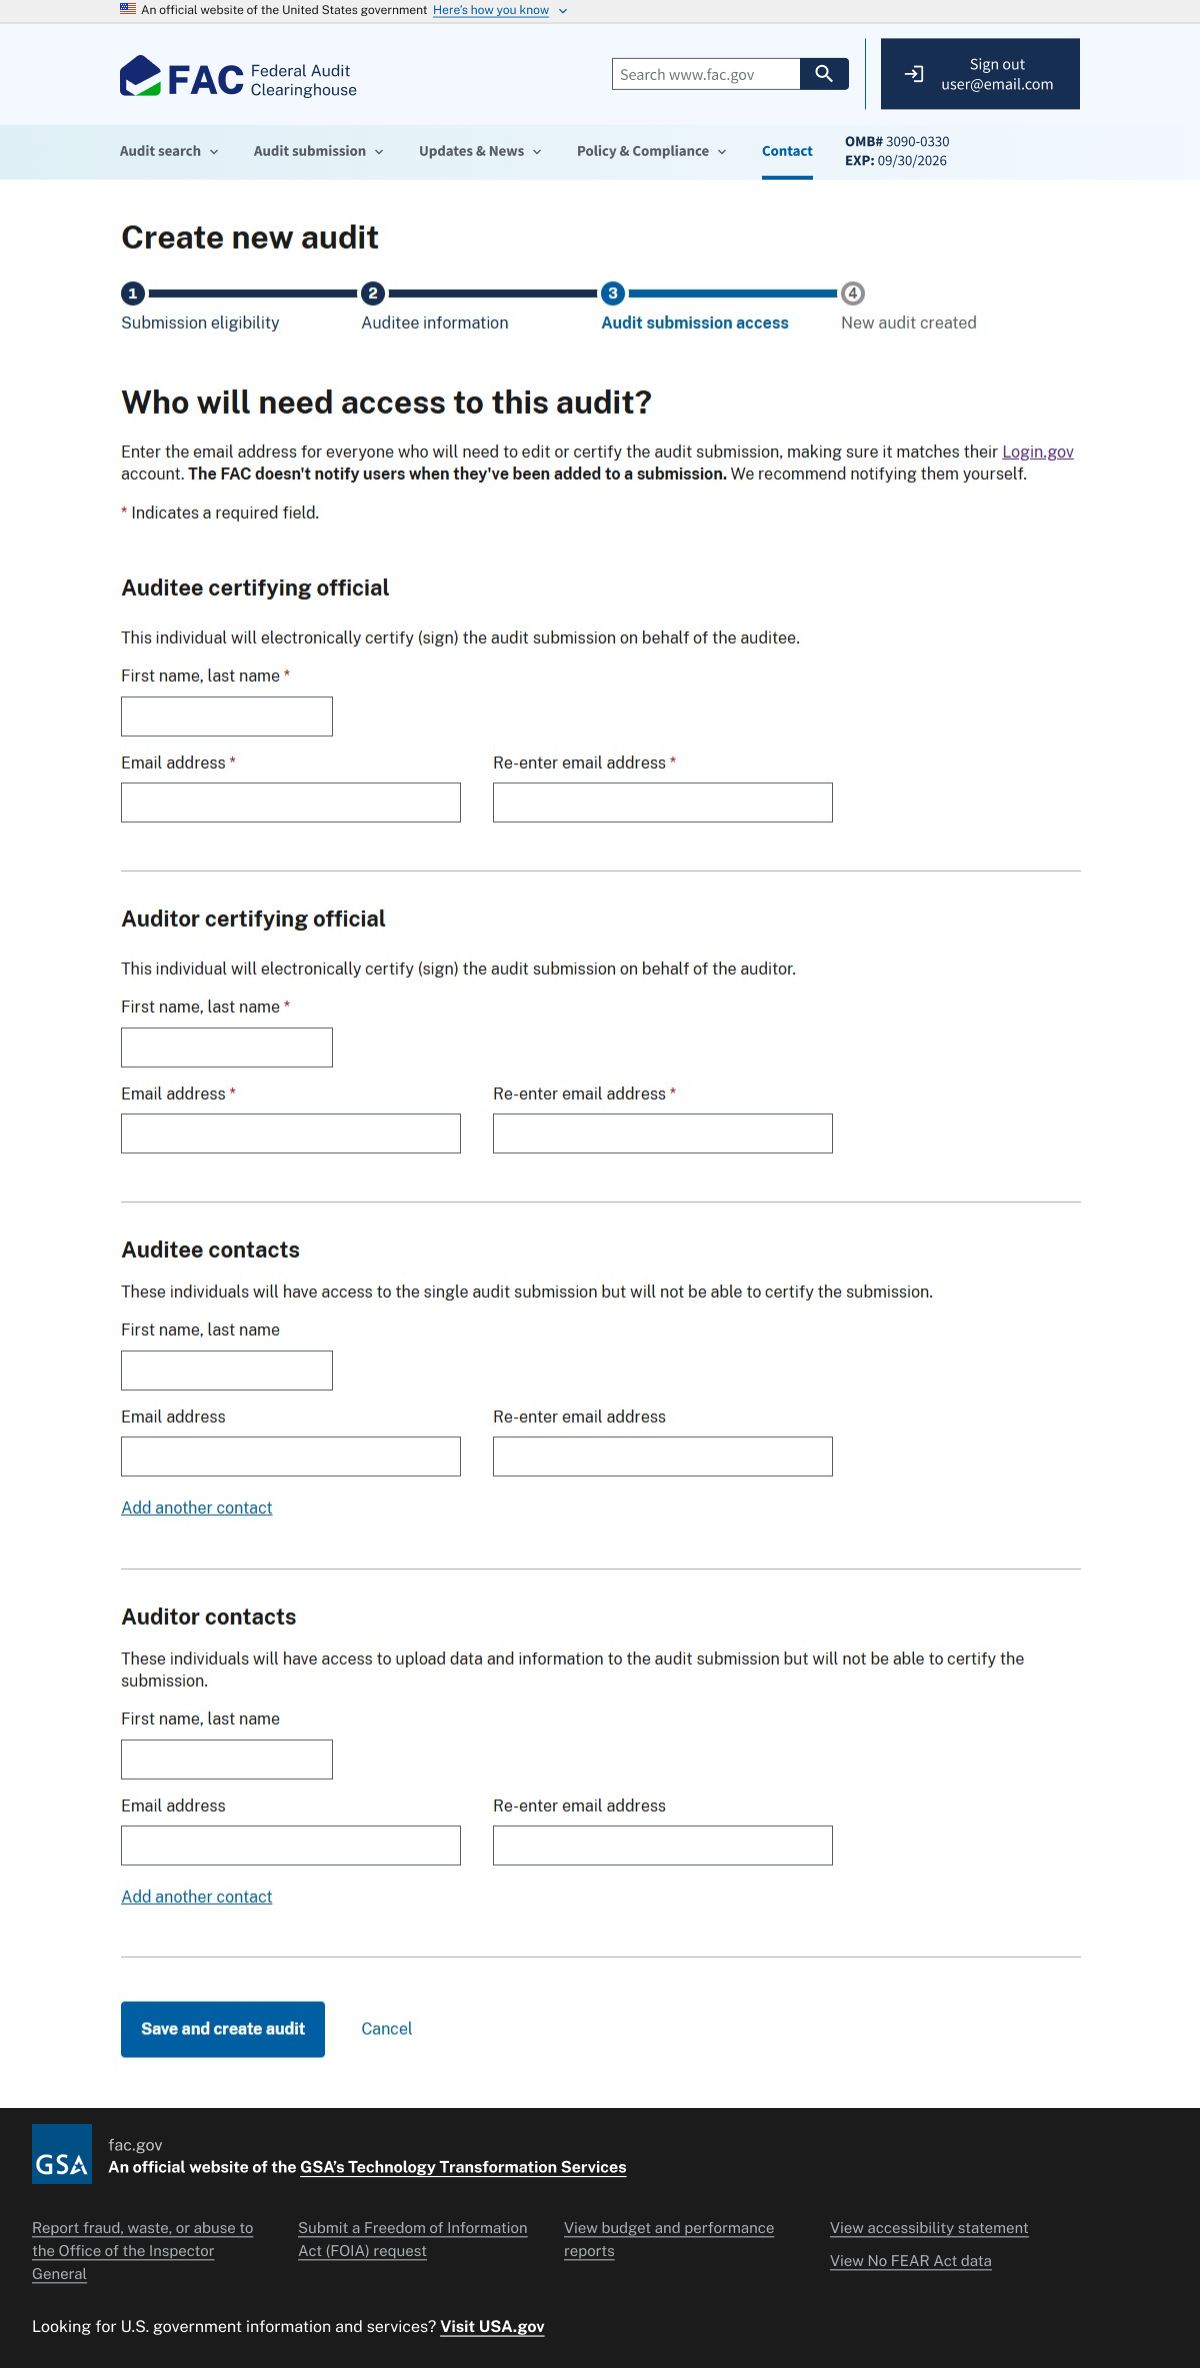 An official website of the United States government Here's how you know
FAC Federal Audit Clearinghouse
Search www.fac.gov
Sign out
user@email.com
Audit search
Audit submission
Updates & News
Policy & Compliance
Contact
OMB# 3090-0330
EXP: 09/30/2026
Create new audit
1 2 3 4
Submission eligibility
Auditee information
Audit submission access
New audit created
Who will need access to this audit?
Enter the email address for everyone who will need to edit or certify the audit submission, making sure it matches their Login.gov
account. The FAC doesn't notify users when they've been added to a submission. We recommend notifying them yourself.
* Indicates a required field.
Auditee certifying official
This individual will electronically certify (sign) the audit submission on behalf of the auditee.
First name, last name *
Email address *
Re-enter email address *
Auditor certifying official
This individual will electronically certify (sign) the audit submission on behalf of the auditor.
First name, last name *
Email address *
Re-enter email address *
Auditee contacts
These individuals will have access to the single audit submission but will not be able to certify the submission.
First name, last name
Email address
Re-enter email address
Add another contact
Auditor contacts
These individuals will have access to upload data and information to the audit submission but will not be able to certify the
submission.
First name, last name
Email address
Re-enter email address
Add another contact
Save and create audit
Cancel
GSA
fac.gov
An official website of the GSA's Technology Transformation Services
Report fraud, waste, or abuse to
the Office of the Inspector
General
Submit a Freedom of Information
Act (FOIA) request
View budget and performance
reports
View accessibility statement
View No FEAR Act data
Looking for U.S. government information and services? Visit USA.gov